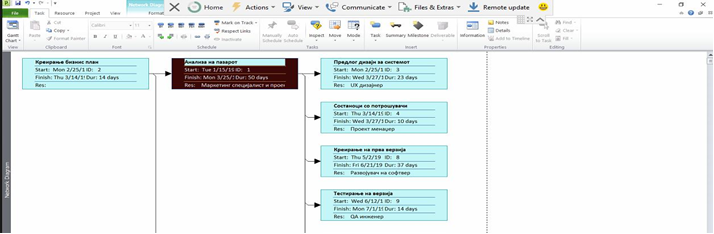 Network Diagram
Home
Actions
View
Communicate
Files & Extras
Remote update
File
Task
Resource
Project
View
Format
Gantt
Chart
View
Paste
Cut
Copy
Format Painter
Clipboard
Calibri
B I U
Font
Schedule
Mark on Track
Respect Links
Inactivate
Manually
Schedule
Auto
Schedule
Tasks
Inspect
Move
Mode
Task
Summary
Milestone
Deliverable
Insert
Information
Notes
Details
Add to Timeline
Properties
Scroll
to Task
Find
Clear
Fill
Editing
Креирање бизнис план
Start: Mon 2/25/1 ID: 2
Finish: Thu 3/14/1 Dur: 14 days
Res:
Анализа на пазарот
Start: Tue 1/15/19 ID: 1
Finish: Mon 3/25/1 Dur: 50 days
Res: Маркетинг специјалист и проек
Предлог дизајн за системот
Start: Mon 2/25/1 ID: 3
Finish: Wed 3/27/1 Dur: 23 days
Res: UX дизајнер
Состаноци со потрошувачи
Start: Thu 3/14/19 ID: 4
Finish: Wed 3/27/1 Dur: 10 days
Res: Проект менаџер
Креирање на прва верзија
Start: Thu 5/2/19 ID: 8
Finish: Fri 6/21/19 Dur: 37 days
Res: Развојувач на софтвер
Тестирање на верзија
Start: Wed 6/12/1 ID: 9
Finish: Mon 7/1/19 Dur: 14 days
Res: QA инженер
Network Diagram